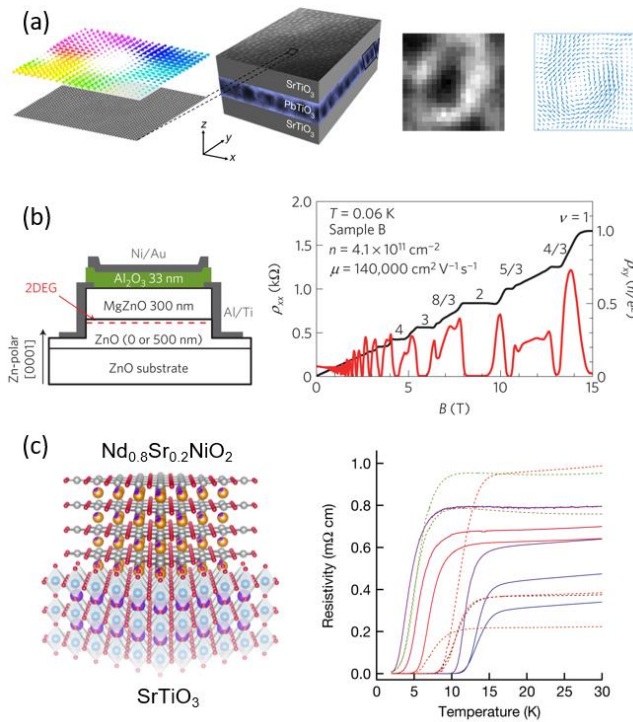 (a)
SrTiO3
PbTiO3
SrTiO3
z
y
x
(b)
Ni/Au
Al2O3 33 nm
2DEG
MgZnO 300 nm
Al/Ti
ZnO (0 or 500 nm)
ZnO substrate
Zn-polar
[0001]
2.0
1.5
1.0
0.5
0
ρxx (kΩ)
T = 0.06 K
Sample B
n = 4.1 × 10¹¹ cm⁻²
μ = 140,000 cm² V⁻¹ s⁻¹
ν = 1
4/3
5/3
2
8/3
3
4
1.0
0.5
0
0
5
10
15
B (T)
(c)
Nd0.8Sr0.2NiO2
SrTiO3
1.0
0.8
0.6
0.4
0.2
0.0
Resistivity (mΩ cm)
0
5
10
15
20
25
30
Temperature (K)